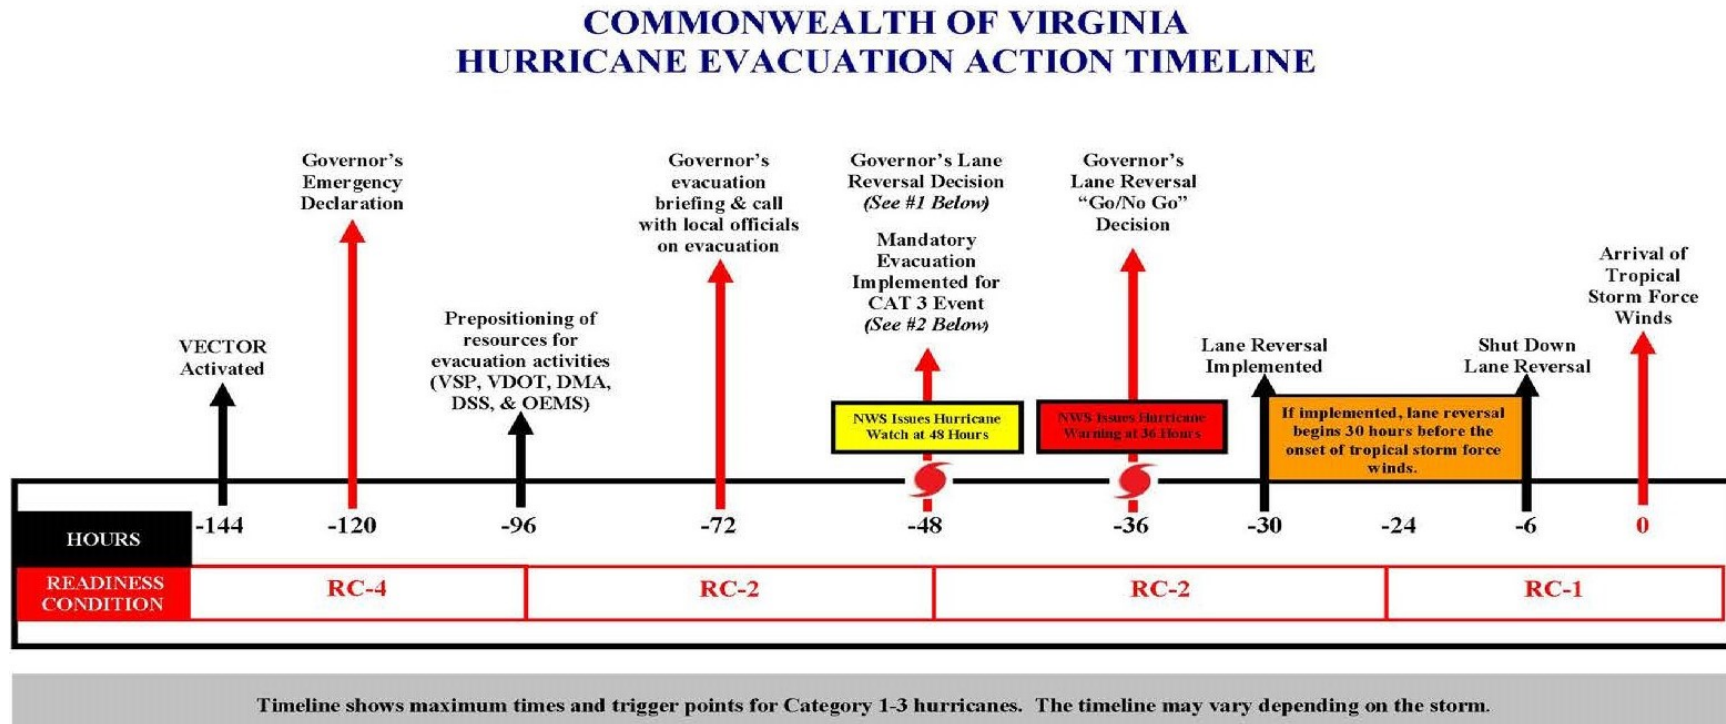 COMMONWEALTH OF VIRGINIA
HURRICANE EVACUATION ACTION TIMELINE
Governor's
Emergency
Declaration
Governor's
evacuation
briefing & call
with local officials
on evacuation
Governor's Lane
Reversal Decision
(See #1 Below)
Mandatory
Evacuation
Implemented for
CAT 3 Event
(See #2 Below)
Governor's
Lane Reversal
“Go/No Go”
Decision
Arrival of
Tropical
Storm Force
Winds
VECTOR
Activated
Prepositioning of
resources for
evacuation activities
(VSP, VDOT, DMA,
DSS, & OEMS)
Lane Reversal
Implemented
Shut Down
Lane Reversal
NWS Issues Hurricane
Watch at 48 Hours
NWS Issues Hurricane
Warning at 36 Hours
If implemented, lane reversal
begins 30 hours before the
onset of tropical storm force
winds.
HOURS
-144
-120
-96
-72
-48
-36
-30
-24
-6
0
READINESS
CONDITION
RC-4
RC-2
RC-2
RC-1
Timeline shows maximum times and trigger points for Category 1-3 hurricanes. The timeline may vary depending on the storm.